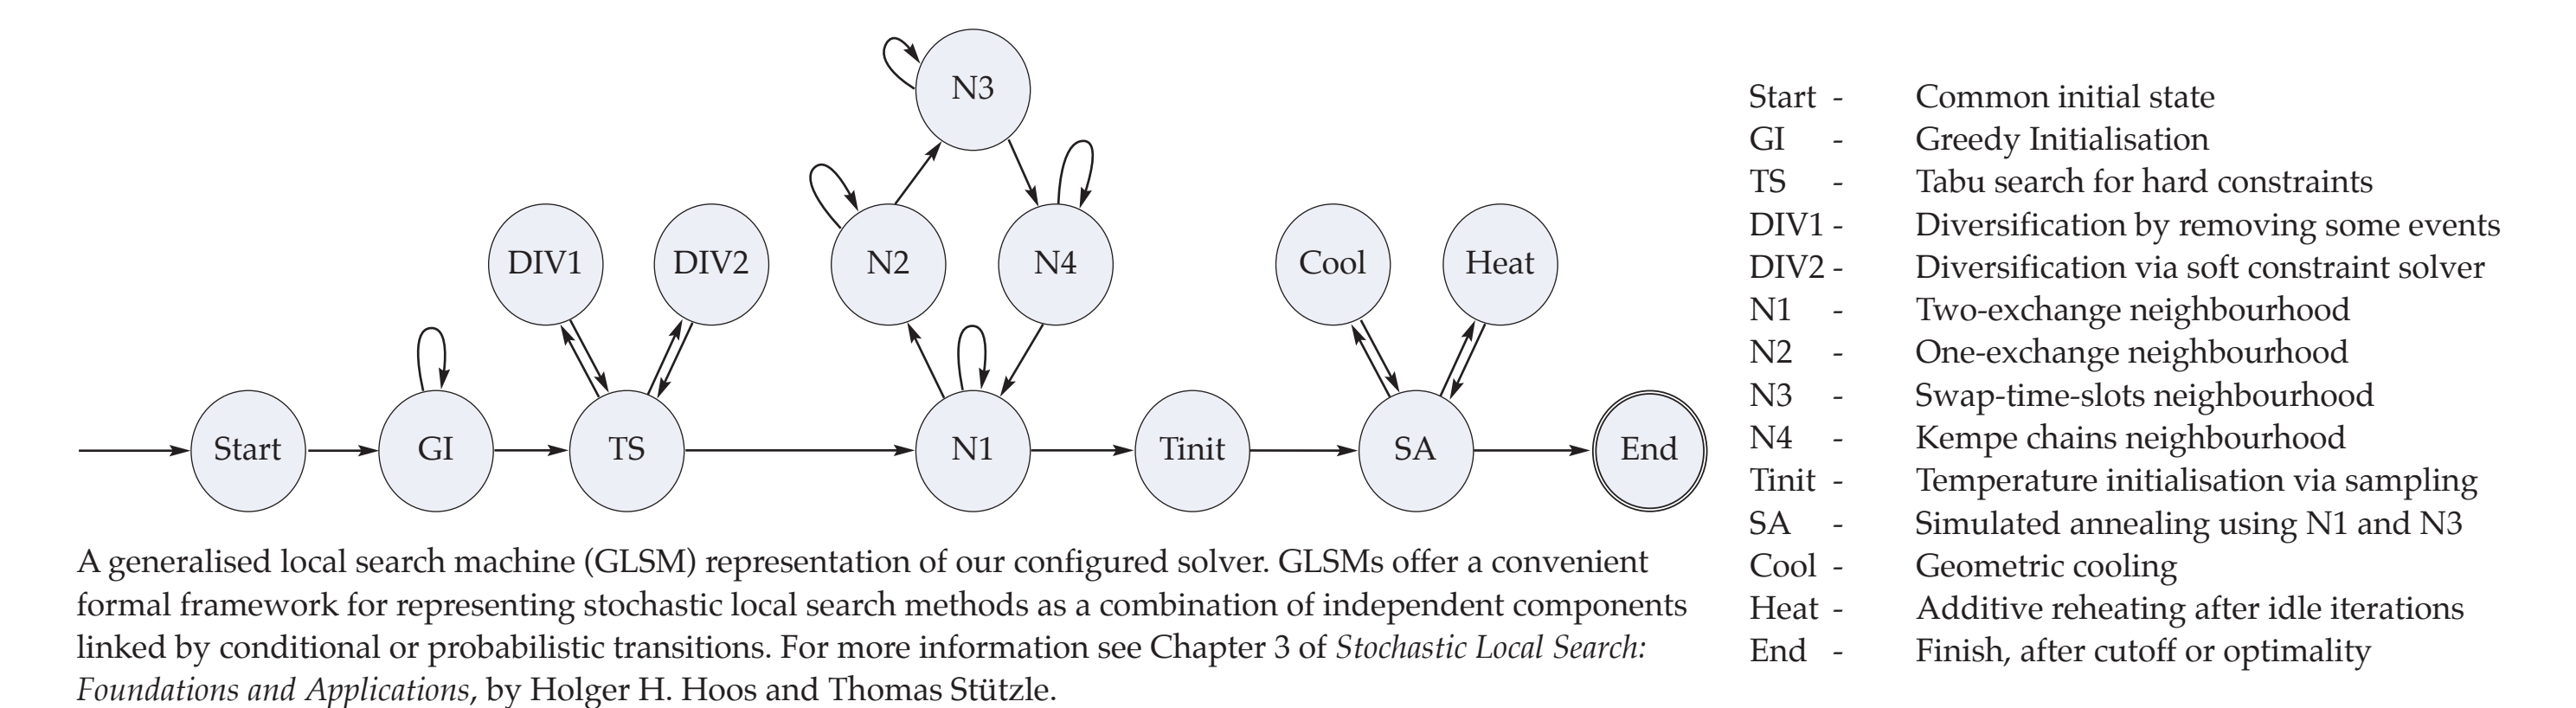 N3
DIV1 DIV2 N2 N4 Cool Heat
Start GI TS N1 Tinit SA End
A generalised local search machine (GLSM) representation of our configured solver. GLSMs offer a convenient
formal framework for representing stochastic local search methods as a combination of independent components
linked by conditional or probabilistic transitions. For more information see Chapter 3 of Stochastic Local Search:
Foundations and Applications, by Holger H. Hoos and Thomas Stützle.
Start - Common initial state
GI - Greedy Initialisation
TS - Tabu search for hard constraints
DIV1 - Diversification by removing some events
DIV2 - Diversification via soft constraint solver
N1 - Two-exchange neighbourhood
N2 - One-exchange neighbourhood
N3 - Swap-time-slots neighbourhood
N4 - Kempe chains neighbourhood
Tinit - Temperature initialisation via sampling
SA - Simulated annealing using N1 and N3
Cool - Geometric cooling
Heat - Additive reheating after idle iterations
End - Finish, after cutoff or optimality